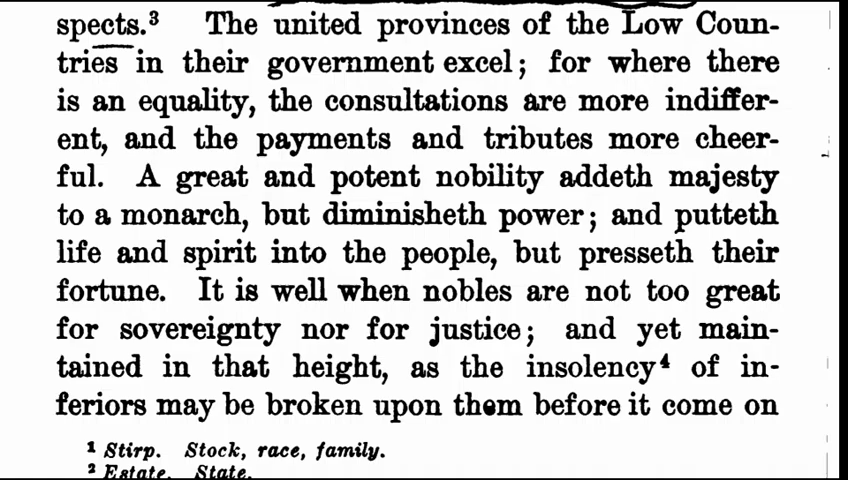 spects.³ The united provinces of the Low Coun-
tries in their government excel; for where there
is an equality, the consultations are more indiffer-
ent, and the payments and tributes more cheer-
ful. A great and potent nobility addeth majesty
to a monarch, but diminisheth power; and putteth
life and spirit into the people, but presseth their
fortune. It is well when nobles are not too great
for sovereignty nor for justice; and yet main-
tained in that height, as the insolency⁴ of in-
feriors may be broken upon them before it come on
¹ Stirp. Stock, race, family.
² Estate. State.